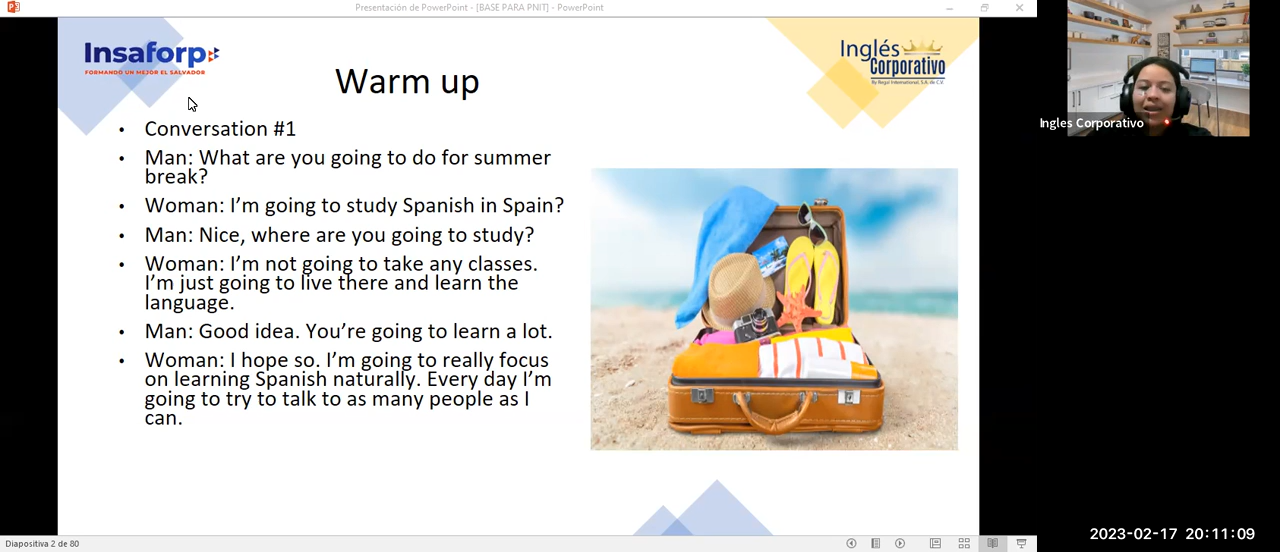 Presentación de PowerPoint - [BASE PARA PNIT] - PowerPoint
Insaforp
FORMANDO UN MEJOR EL SALVADOR
Inglés
Corporativo
By Regal International, S.A. de C.V.
Warm up
• Conversation #1
• Man: What are you going to do for summer
break?
• Woman: I’m going to study Spanish in Spain?
• Man: Nice, where are you going to study?
• Woman: I’m not going to take any classes.
I’m just going to live there and learn the
language.
• Man: Good idea. You’re going to learn a lot.
• Woman: I hope so. I’m going to really focus
on learning Spanish naturally. Every day I’m
going to try to talk to as many people as I
can.
Ingles Corporativo
Diapositiva 2 de 80
2023-02-17 20:11:09